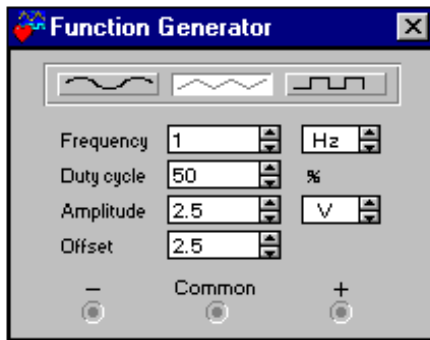 Function Generator
Frequency 1 Hz
Duty cycle 50 %
Amplitude 2.5 V
Offset 2.5
− Common +